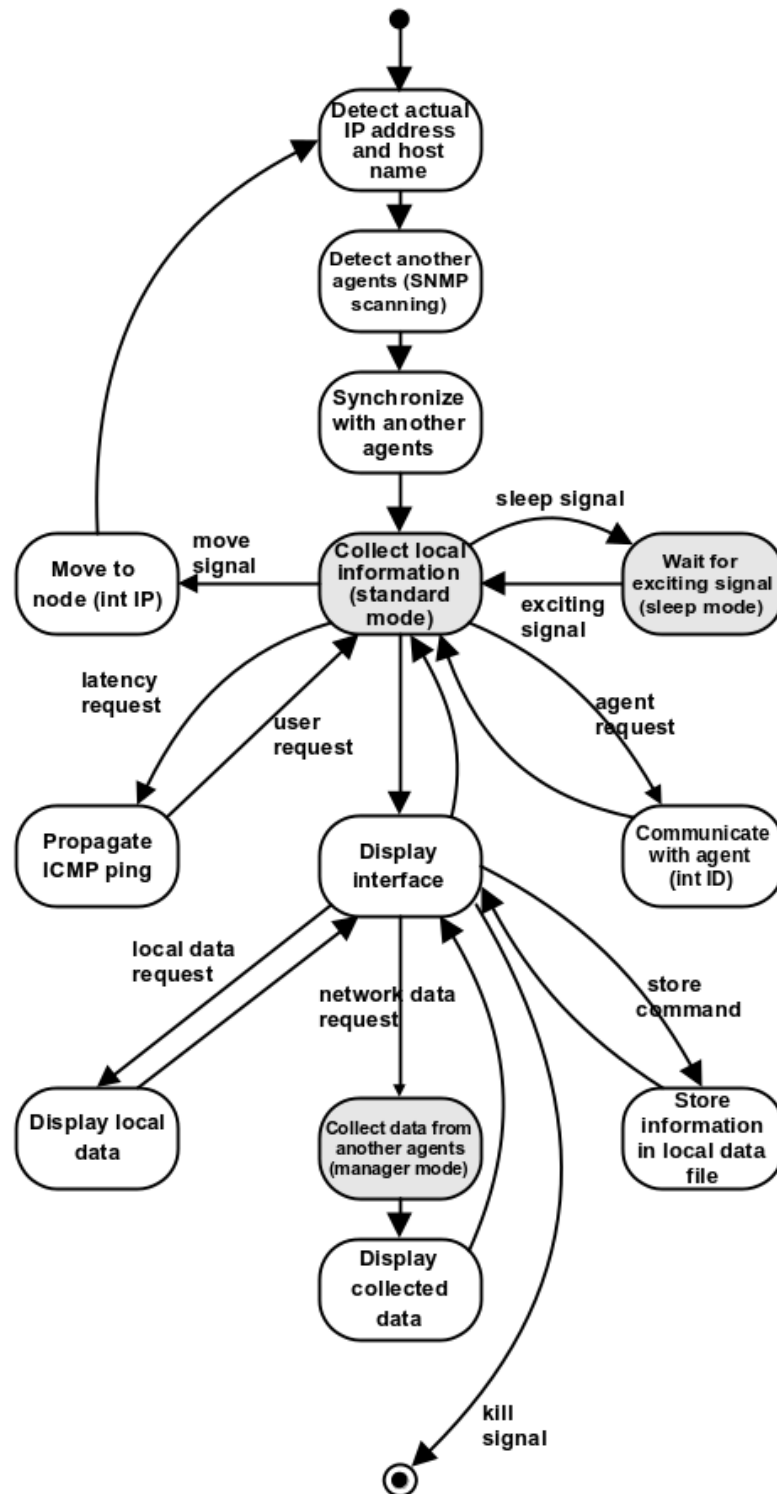 Detect actual
IP address
and host
name
Detect another
agents (SNMP
scanning)
Synchronize
with another
agents
sleep signal
move
signal
Collect local
information
(standard
mode)
Wait for
exciting signal
(sleep mode)
Move to
node (int IP)
exciting
signal
latency
request
user
request
agent
request
Propagate
ICMP ping
Display
interface
Communicate
with agent
(int ID)
local data
request
network data
request
store
command
Display local
data
Collect data from
another agents
(manager mode)
Store
information
in local data
file
Display
collected
data
kill
signal